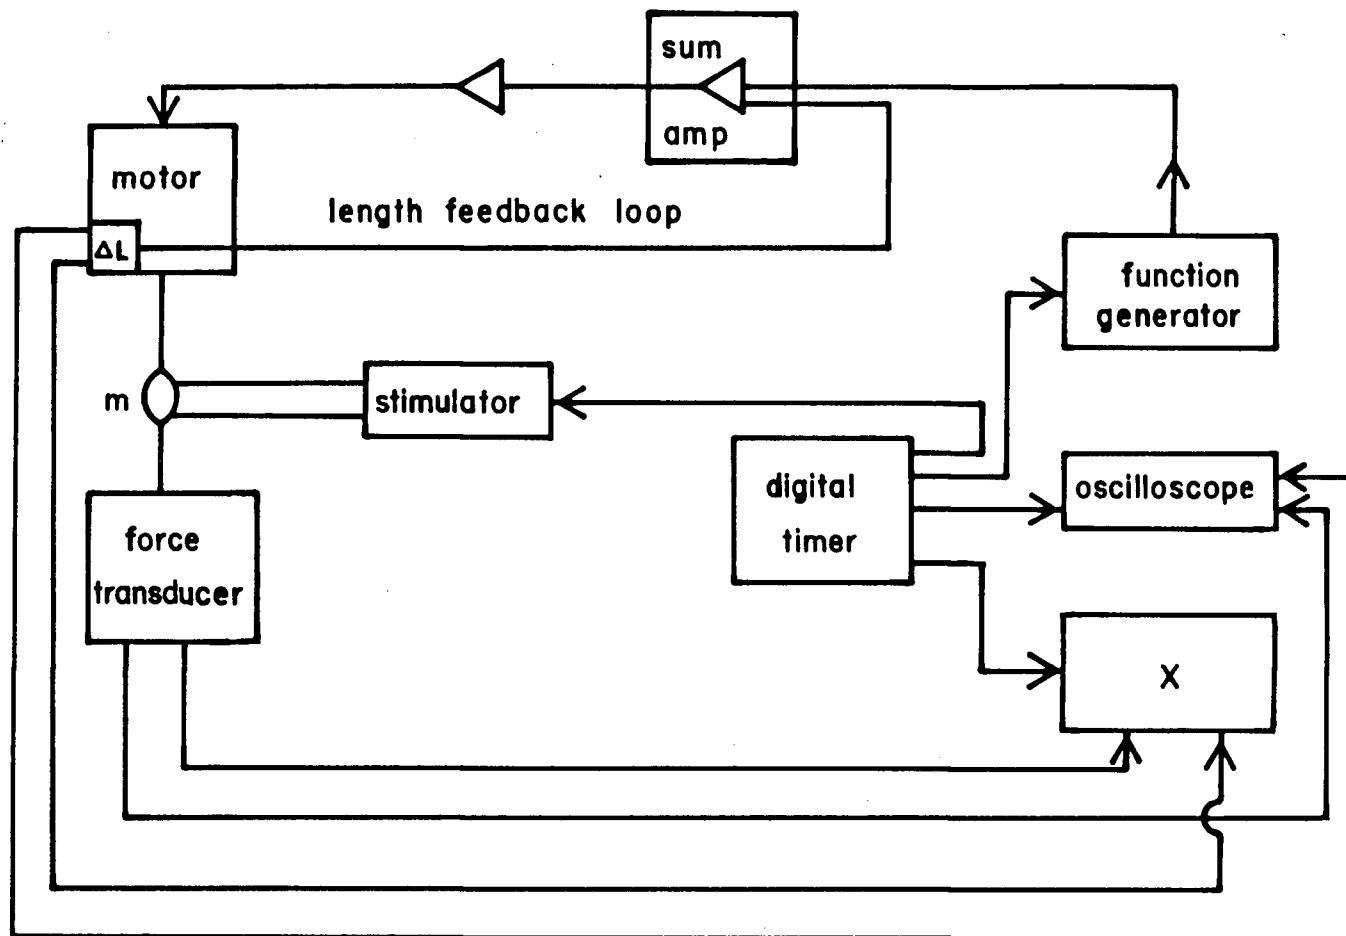 sum
amp
motor
length feedback loop
ΔL
function
generator
m
stimulator
digital
timer
oscilloscope
force
transducer
X